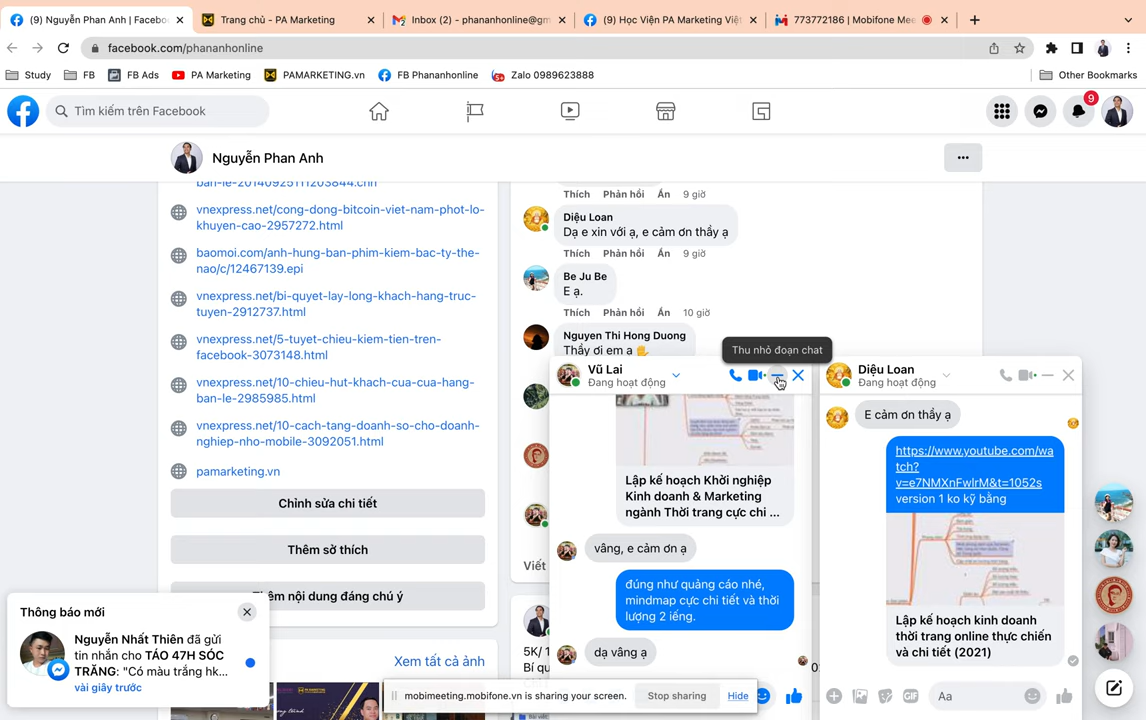 (9) Nguyễn Phan Anh | Facebo
Trang chủ - PA Marketing
Inbox (2) - phananhonline@gm
(9) Học Viện PA Marketing Việ
773772186 | Mobifone Mee
facebook.com/phananhonline
Study
FB
FB Ads
PA Marketing
PAMARKETING.vn
FB Phananhonline
Zalo 0989623888
Other Bookmarks
Tìm kiếm trên Facebook
9
Nguyễn Phan Anh
ban-le-20140925111203844.chn
vnexpress.net/cong-dong-bitcoin-viet-nam-phot-lo-
khuyen-cao-2957272.html
baomoi.com/anh-hung-ban-phim-kiem-bac-ty-the-
nao/c/12467139.epi
vnexpress.net/bi-quyet-lay-long-khach-hang-truc-
tuyen-2912737.html
vnexpress.net/5-tuyet-chieu-kiem-tien-tren-
facebook-3073148.html
vnexpress.net/10-chieu-hut-khach-cua-cua-hang-
ban-le-2985985.html
vnexpress.net/10-cach-tang-doanh-so-cho-doanh-
nghiep-nho-mobile-3092051.html
pamarketing.vn
Chỉnh sửa chi tiết
Thêm sở thích
Thêm nội dung đáng chú ý
Xem tất cả ảnh
Thích Phản hồi Ẩn 9 giờ
Diệu Loan
Dạ e xin với ạ, e cảm ơn thầy ạ
Thích Phản hồi Ẩn 9 giờ
Be Ju Be
E ạ.
Thích Phản hồi Ẩn 10 giờ
Nguyen Thi Hong Duong
Thầy ơi em ạ
Viết
5K/ 1
Bí qu
Thu nhỏ đoạn chat
Vũ Lai
Đang hoạt động
Lập kế hoạch Khời nghiệp
Kinh doanh & Marketing
ngành Thời trang cực chi ...
vâng, e cảm ơn ạ
đúng như quảng cáo nhé,
mindmap cực chi tiết và thời
lượng 2 iếng.
dạ vâng ạ
Diệu Loan
Đang hoạt động
E cảm ơn thầy ạ
https://www.youtube.com/wa
tch?
v=e7NMXnFwlrM&t=1052s
version 1 ko kỹ bằng
Lập kế hoạch kinh doanh
thời trang online thực chiến
và chi tiết (2021)
GIF
Aa
Thông báo mới
Nguyễn Nhất Thiên đã gửi
tin nhắn cho TÁO 47H SÓC
TRĂNG: "Có màu trắng hk...
vài giây trước
mobimeeting.mobifone.vn is sharing your screen.
Stop sharing
Hide